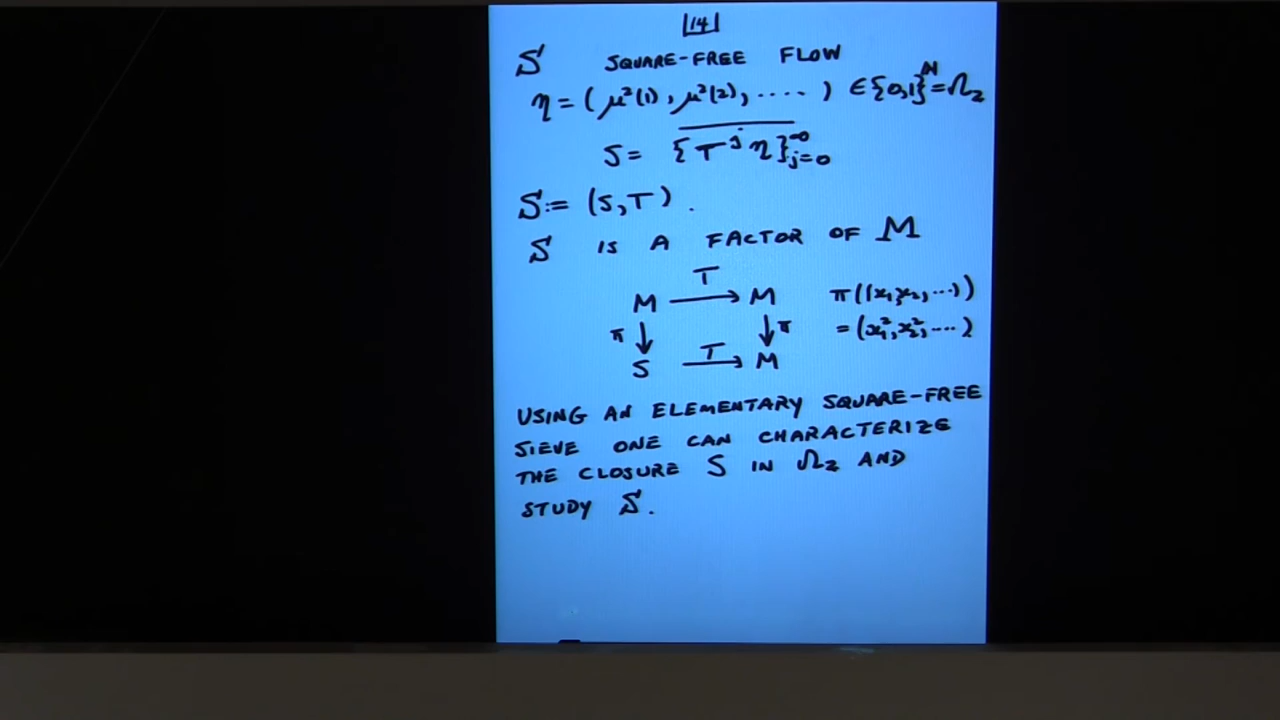 |14|
S SQUARE-FREE FLOW
η = (μ²(1), μ²(2), ....) ∈ {0,1}^ℕ = Ω₂
S = \overline{{T^j η}}_{j=0}^∞
S := (S,T).
S IS A FACTOR OF M
M —T→ M π((x₁,x₂,...))
π ↓ ↓ π = (x₁²,x₂²,...)
S —T→ M
USING AN ELEMENTARY SQUARE-FREE
SIEVE ONE CAN CHARACTERIZE
THE CLOSURE S IN Ω₂ AND
STUDY S.